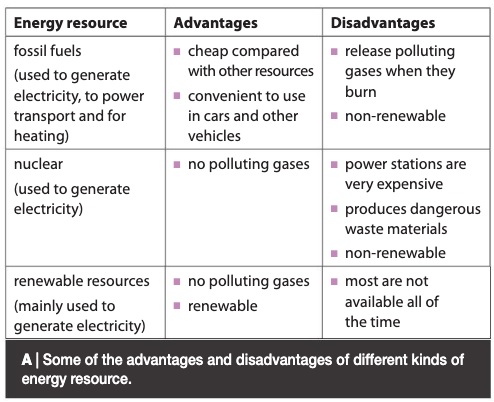 Energy resource
Advantages
Disadvantages
fossil fuels
(used to generate
electricity, to power
transport and for
heating)
cheap compared
with other resources
convenient to use
in cars and other
vehicles
release polluting
gases when they
burn
non-renewable
nuclear
(used to generate
electricity)
no polluting gases
power stations are
very expensive
produces dangerous
waste materials
non-renewable
renewable resources
(mainly used to
generate electricity)
no polluting gases
renewable
most are not
available all of
the time
A | Some of the advantages and disadvantages of different kinds of
energy resource.